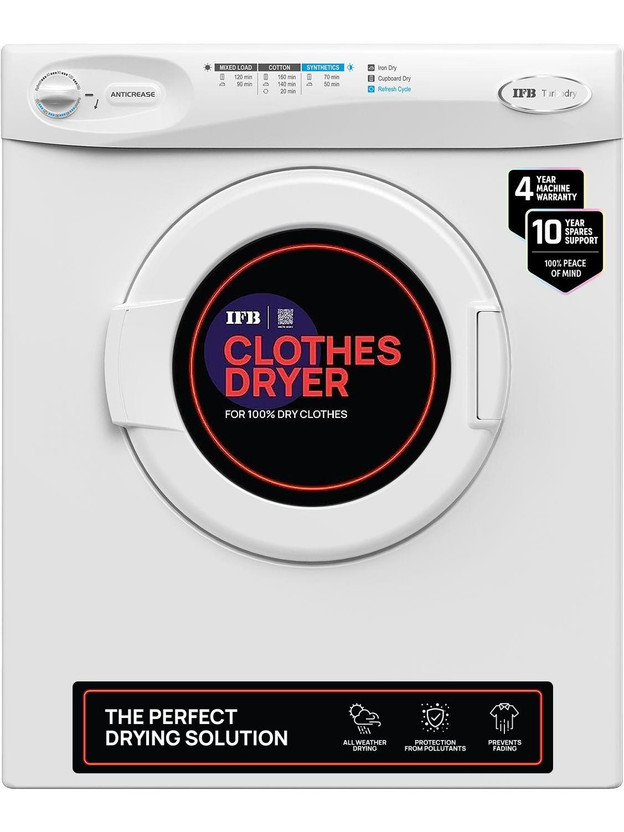 MIXED LOAD COTTON SYNTHETICS
120 min 160 min 70 min
90 min 140 min 50 min
20 min
Iron Dry
Cupboard Dry
Refresh Cycle
ANTICREASE
IFB Turbodry
4 YEAR
MACHINE
WARRANTY
10 YEAR
SPARES
SUPPORT
100% PEACE
OF MIND
IFB
CLOTHES
DRYER
FOR 100% DRY CLOTHES
THE PERFECT
DRYING SOLUTION
ALL WEATHER
DRYING
PROTECTION
FROM POLLUTANTS
PREVENTS
FADING